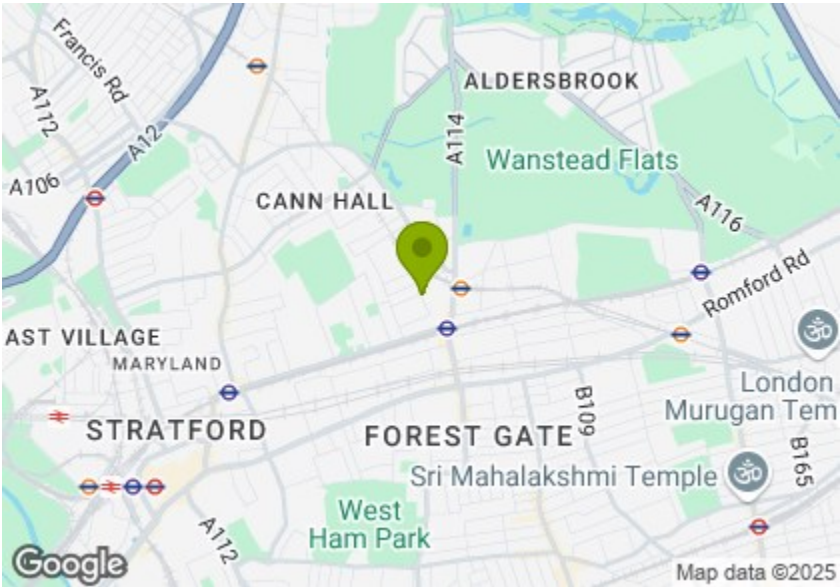 Francis Rd
A112
A12
A106
ALDERSBROOK
A114
Wanstead Flats
CANN HALL
A116
Romford Rd
AST VILLAGE
MARYLAND
STRATFORD
FOREST GATE
B109
London
Murugan Tem
Sri Mahalakshmi Temple
B165
West
Ham Park
A112
Google
Map data ©2025